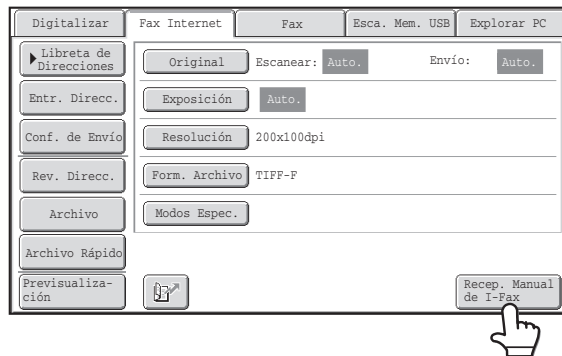 Digitalizar Fax Internet Fax Esca. Mem. USB Explorar PC
Libreta de
Direcciones
Original Escanear: Auto. Envío: Auto.
Entr. Direcc.
Exposición Auto.
Conf. de Envío
Resolución 200x100dpi
Rev. Direcc.
Form. Archivo TIFF-F
Archivo
Modos Espec.
Archivo Rápido
Previsualiza-
ción
Recep. Manual
de I-Fax